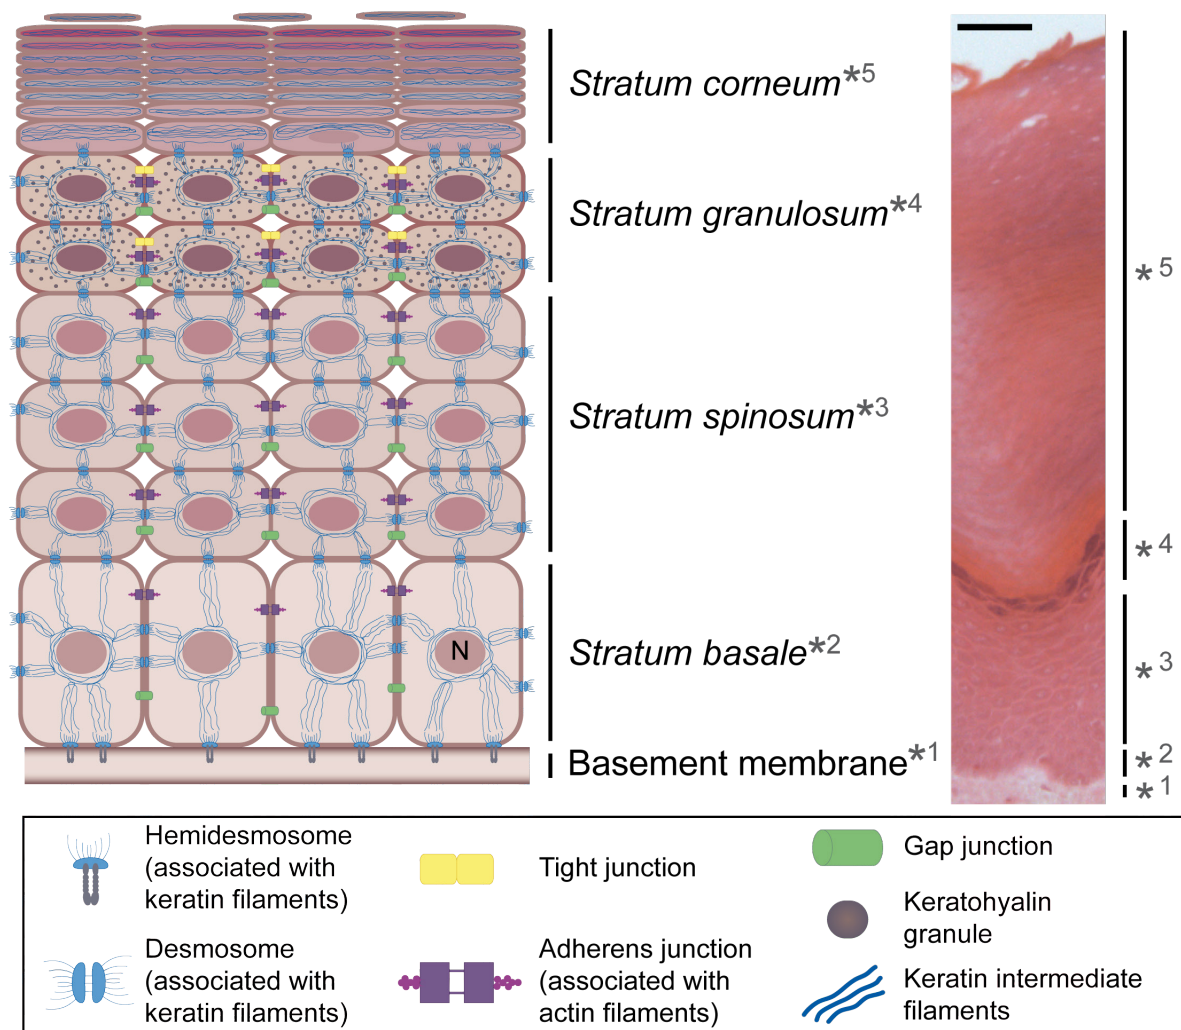 Stratum corneum*5
Stratum granulosum*4
Stratum spinosum*3
Stratum basale*2
Basement membrane*1
N
*5
*4
*3
*2
*1
Hemidesmosome
(associated with
keratin filaments)
Desmosome
(associated with
keratin filaments)
Tight junction
Adherens junction
(associated with
actin filaments)
Gap junction
Keratohyalin
granule
Keratin intermediate
filaments